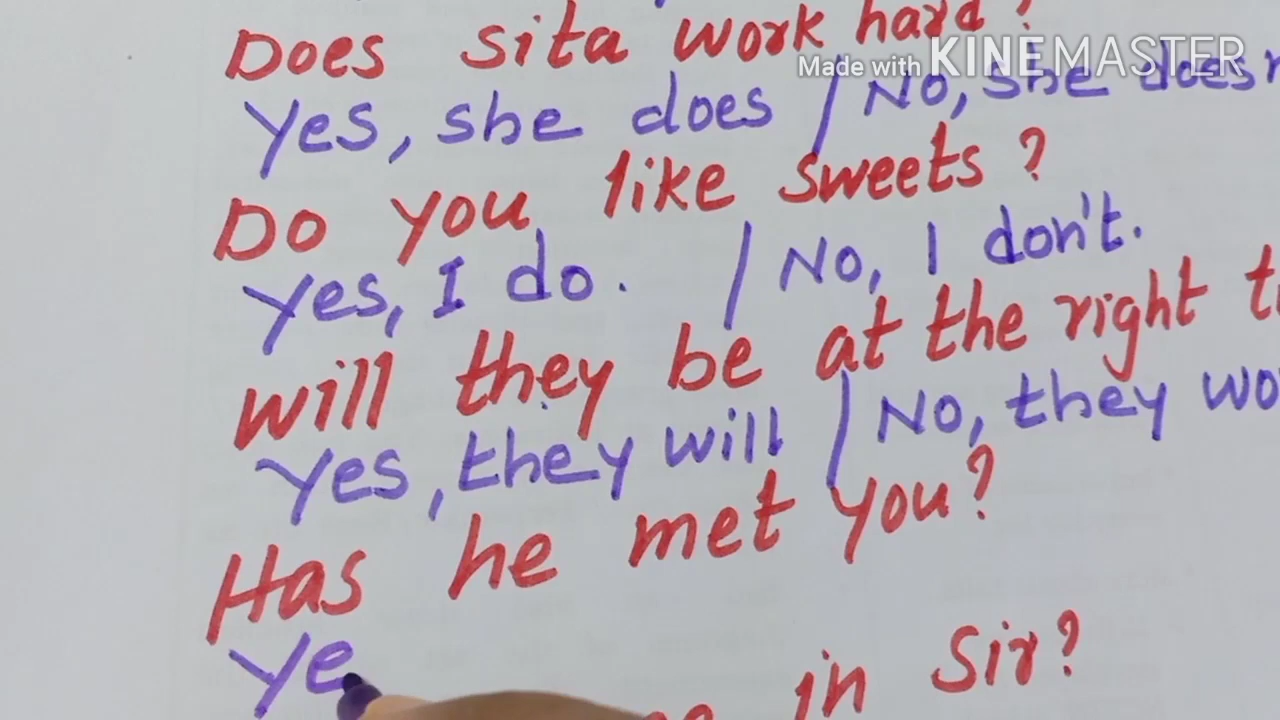 Does sita work hard?
Made with KINEMASTER
Yes, she does / No, she
Do you like sweets?
Yes, I do. / No, I don't.
will they be at the right
Yes, they will / No, they
Has he met you?
Ye
in Sir?